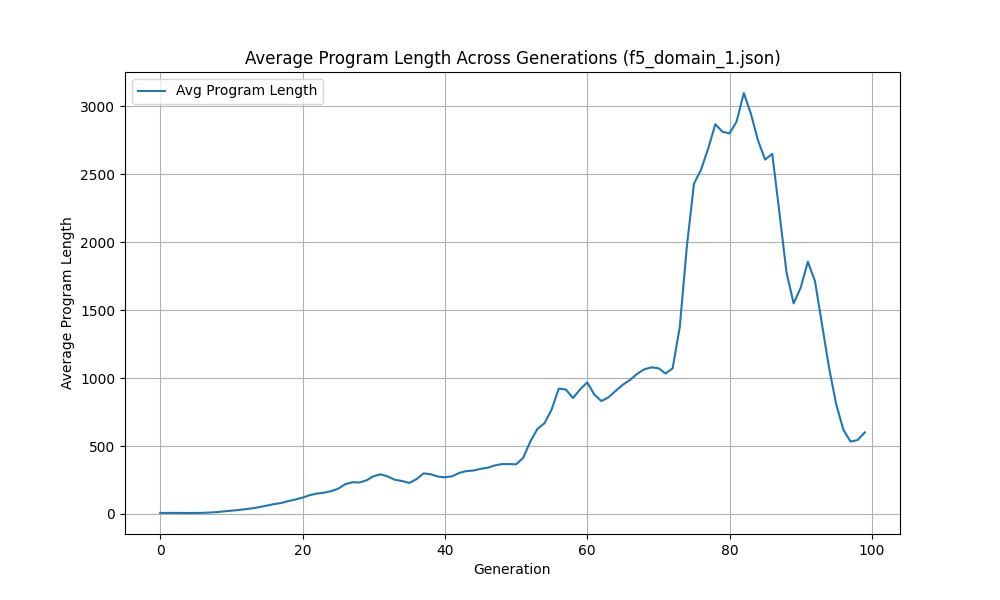 Average Program Length Across Generations (f5_domain_1.json)
Avg Program Length
3000
2500
2000
1500
1000
500
0
Average Program Length
0 20 40 60 80 100
Generation